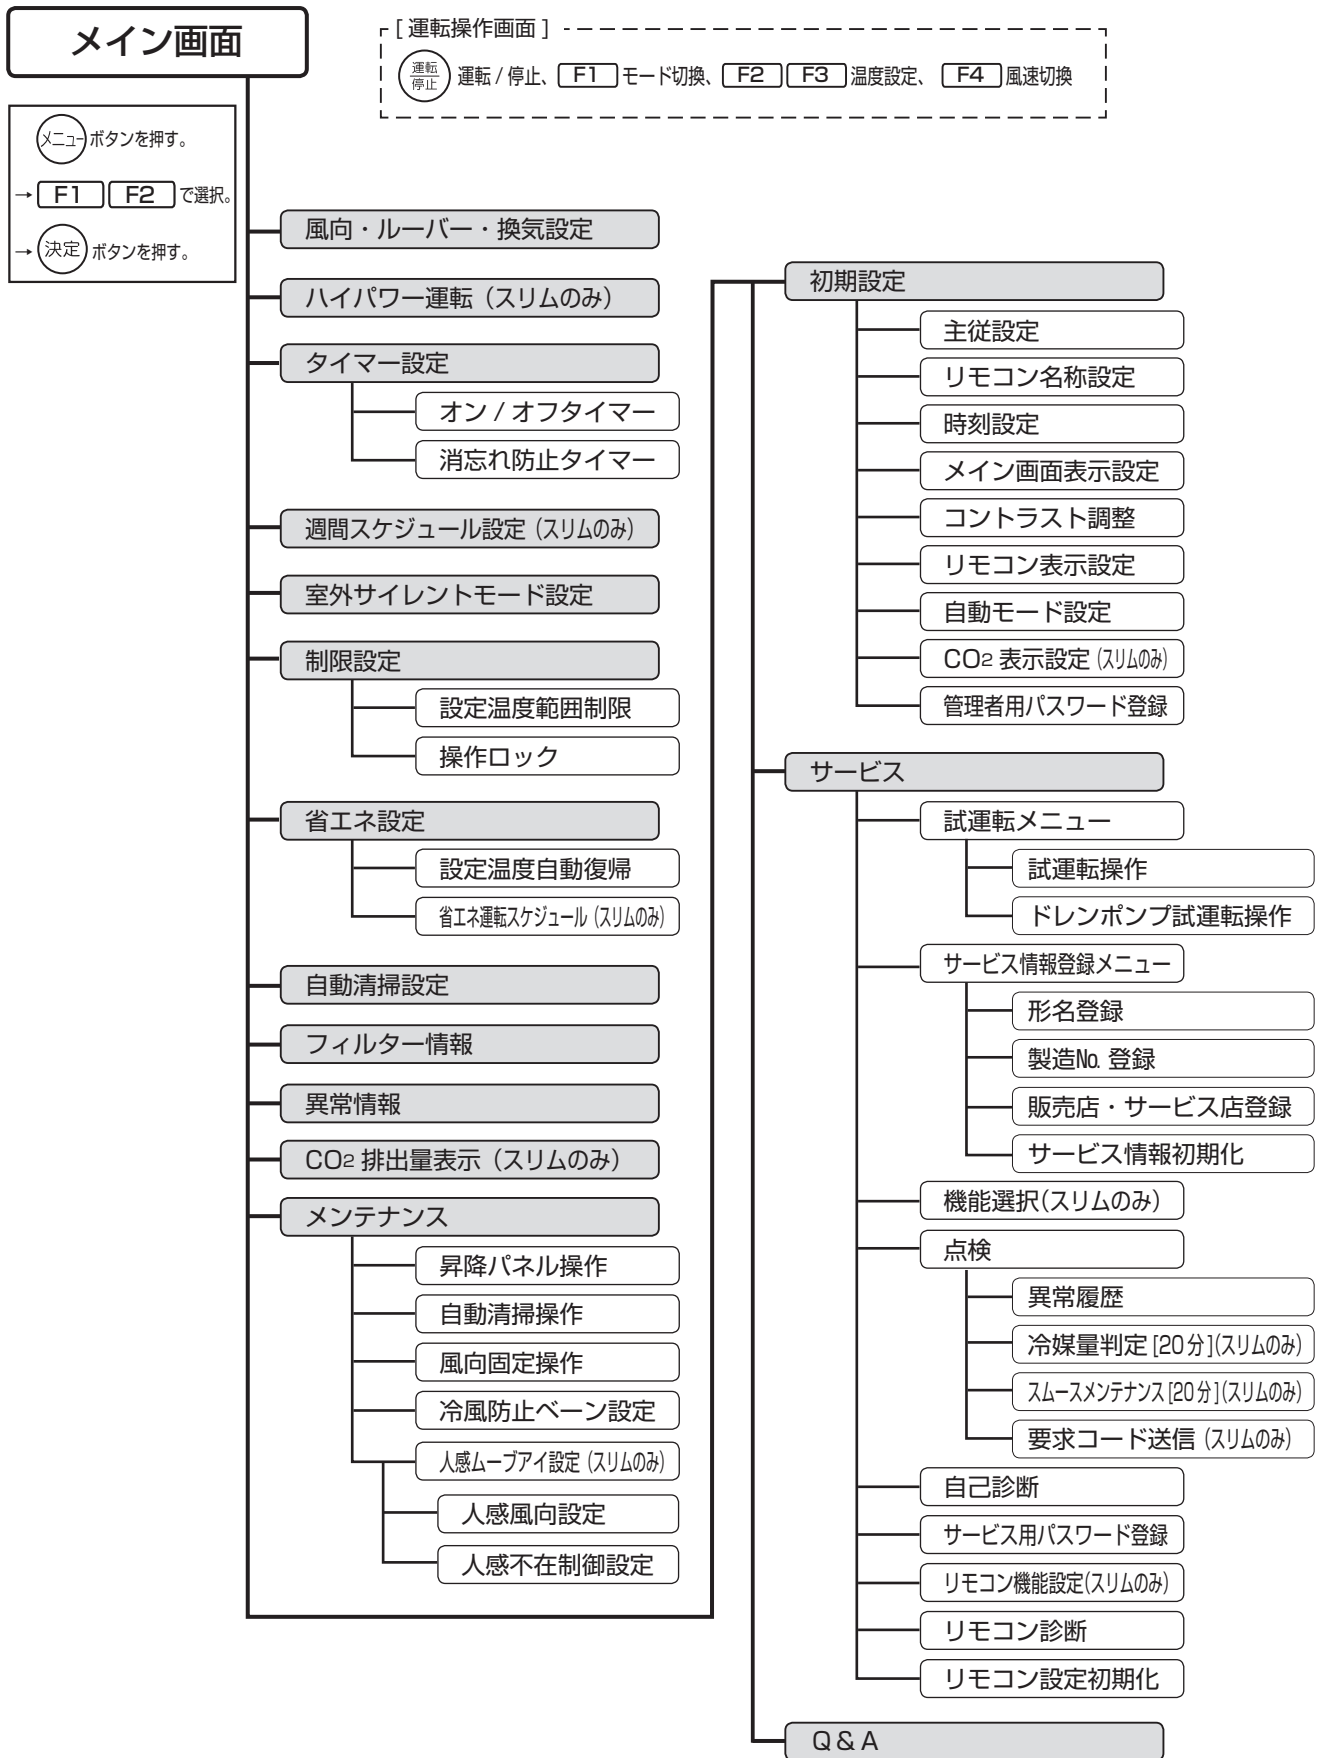 メイン画面
[ 運転操作画面 ]
運転
停止 運転 / 停止、 F1 モード切換、 F2 F3 温度設定、 F4 風速切換
メニュー ボタンを押す。
→ F1 F2 で選択。
→ 決定 ボタンを押す。
風向・ルーバー・換気設定
ハイパワー運転（スリムのみ）
タイマー設定
オン / オフタイマー
消忘れ防止タイマー
週間スケジュール設定（スリムのみ）
室外サイレントモード設定
制限設定
設定温度範囲制限
操作ロック
省エネ設定
設定温度自動復帰
省エネ運転スケジュール（スリムのみ）
自動清掃設定
フィルター情報
異常情報
CO2 排出量表示（スリムのみ）
メンテナンス
昇降パネル操作
自動清掃操作
風向固定操作
冷風防止ベーン設定
人感ムーブアイ設定（スリムのみ）
人感風向設定
人感不在制御設定
初期設定
主従設定
リモコン名称設定
時刻設定
メイン画面表示設定
コントラスト調整
リモコン表示設定
自動モード設定
CO2 表示設定（スリムのみ）
管理者用パスワード登録
サービス
試運転メニュー
試運転操作
ドレンポンプ試運転操作
サービス情報登録メニュー
形名登録
製造№ 登録
販売店・サービス店登録
サービス情報初期化
機能選択(スリムのみ）
点検
異常履歴
冷媒量判定 [20 分](スリムのみ）
スムースメンテナンス [20 分](スリムのみ）
要求コード送信（スリムのみ）
自己診断
サービス用パスワード登録
リモコン機能設定(スリムのみ）
リモコン診断
リモコン設定初期化
Q & A